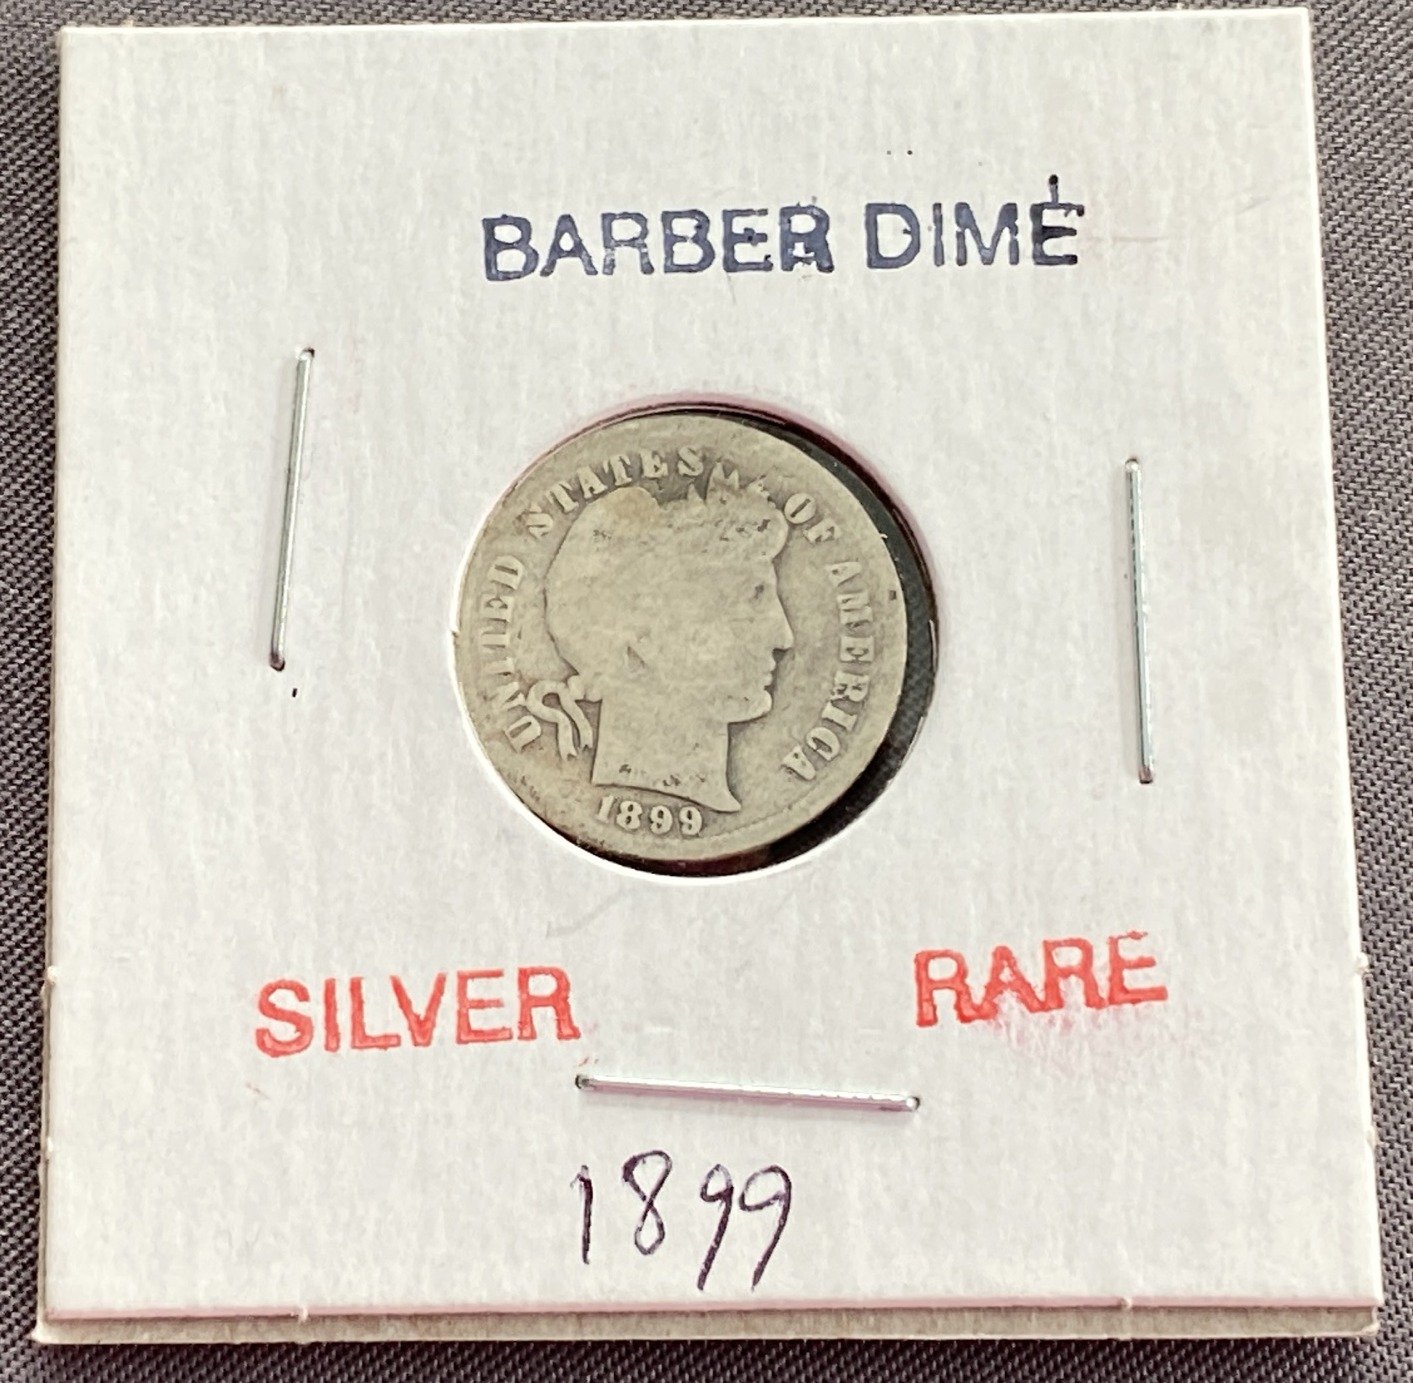 BARBER DIME
UNITED STATES OF AMERICA
1899
SILVER RARE
1899